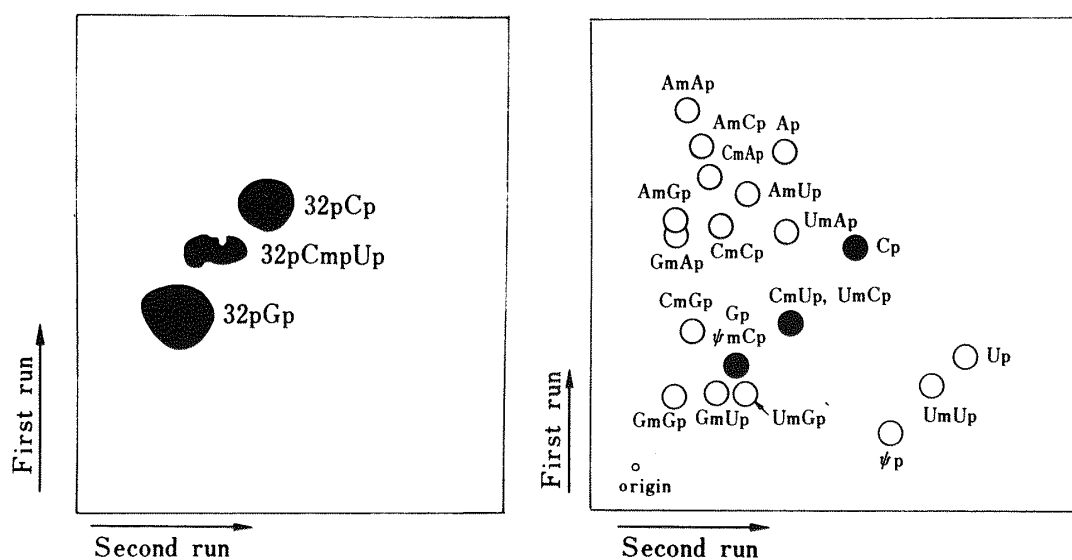 32pCp
32pCmpUp
32pGp
First run
Second run
AmAp
AmCp Ap
CmAp
AmGp
AmUp
UmAp
Cp
GmAp
CmCp
CmGp
Gp
CmUp, UmCp
ψmCp
Up
GmGp
GmUp
UmGp
UmUp
ψp
origin
First run
Second run